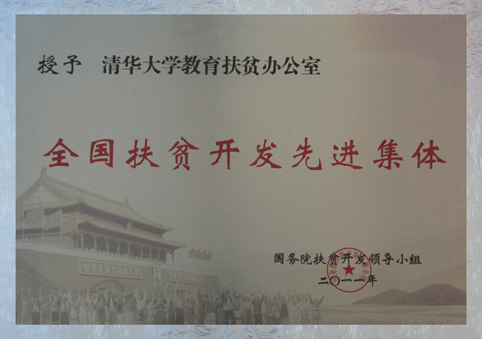 授予 清华大学教育扶贫办公室
全国扶贫开发先进集体
国务院扶贫开发领导小组
二〇一一年